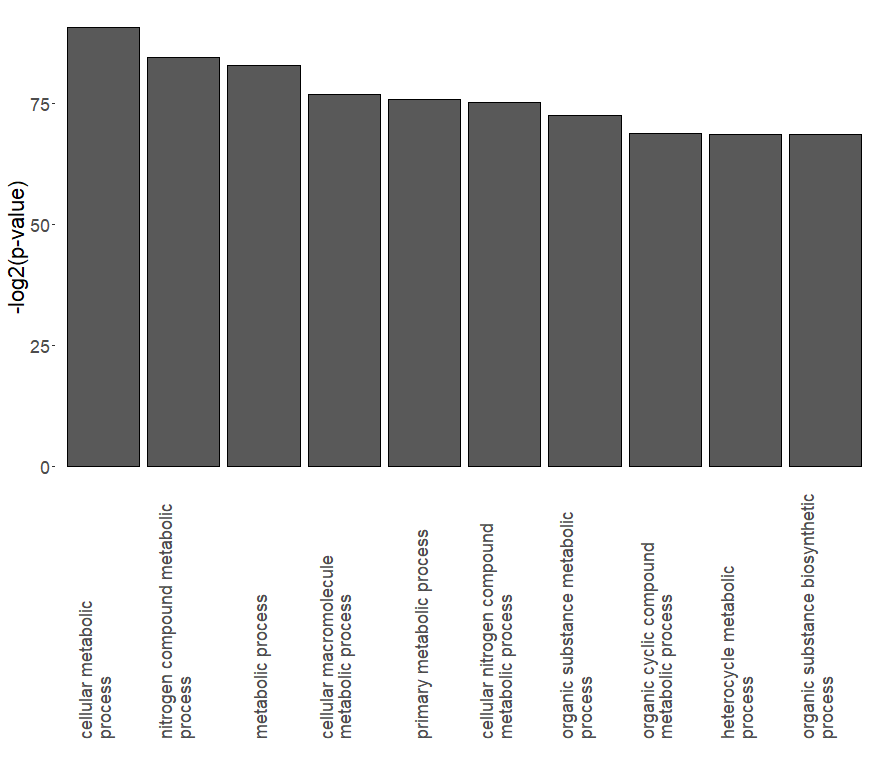 -log2(p-value)
75
50
25
0
cellular metabolic
process
nitrogen compound metabolic
process
metabolic process
cellular macromolecule
metabolic process
primary metabolic process
cellular nitrogen compound
metabolic process
organic substance metabolic
process
organic cyclic compound
metabolic process
heterocycle metabolic
process
organic substance biosynthetic
process